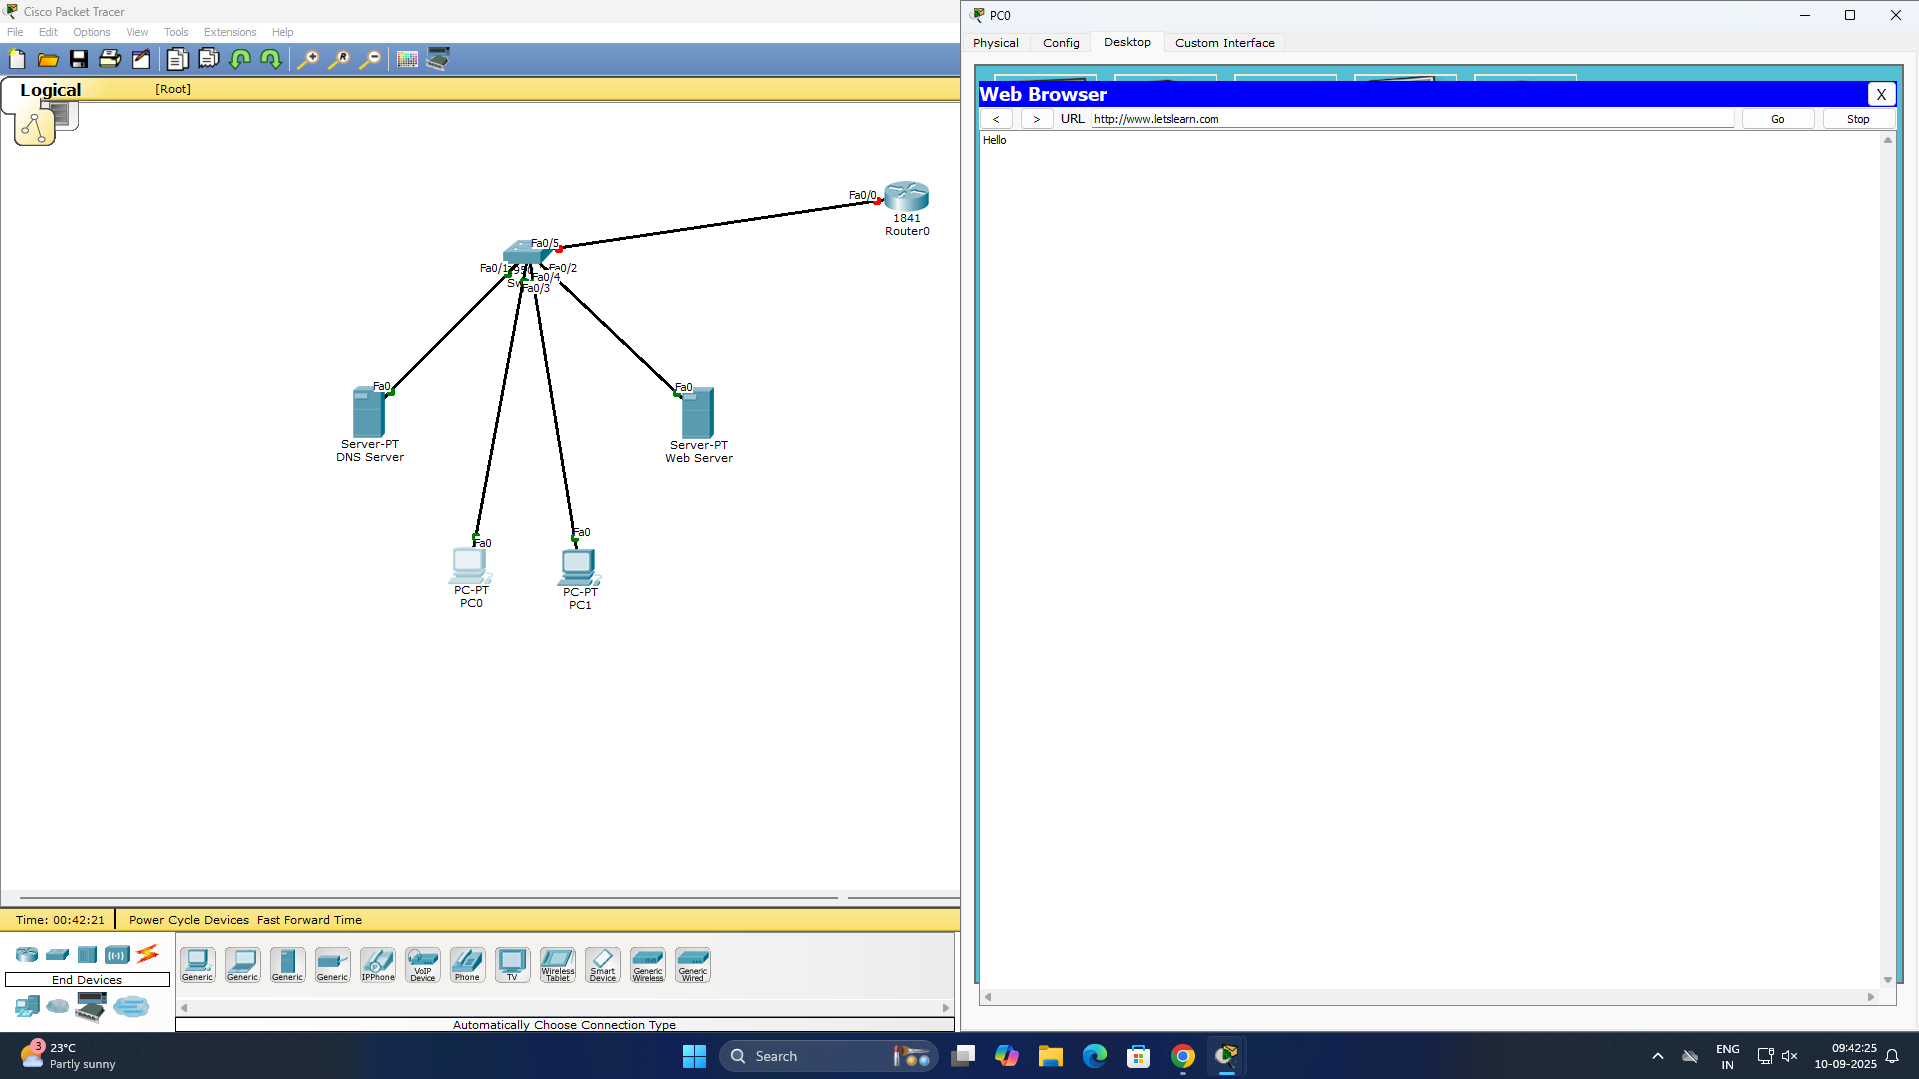 Cisco Packet Tracer
File Edit Options View Tools Extensions Help
Logical [Root]
Fa0/0
1841
Router0
Fa0/5
Fa0/1
Fa0/2
Fa0/4
Fa0/3
Fa0
Server-PT
DNS Server
Fa0
Server-PT
Web Server
Fa0
PC-PT
PC0
Fa0
PC-PT
PC1
Time: 00:42:21 Power Cycle Devices Fast Forward Time
End Devices
Generic Generic Generic Generic IPPhone VoIP Device Phone TV Wireless Tablet Smart Device Generic Wireless Generic Wired
Automatically Choose Connection Type
PC0
Physical Config Desktop Custom Interface
Web Browser X
< > URL http://www.letslearn.com Go Stop
Hello
3
23°C
Partly sunny
Search
ENG
IN
09:42:25
10-09-2025